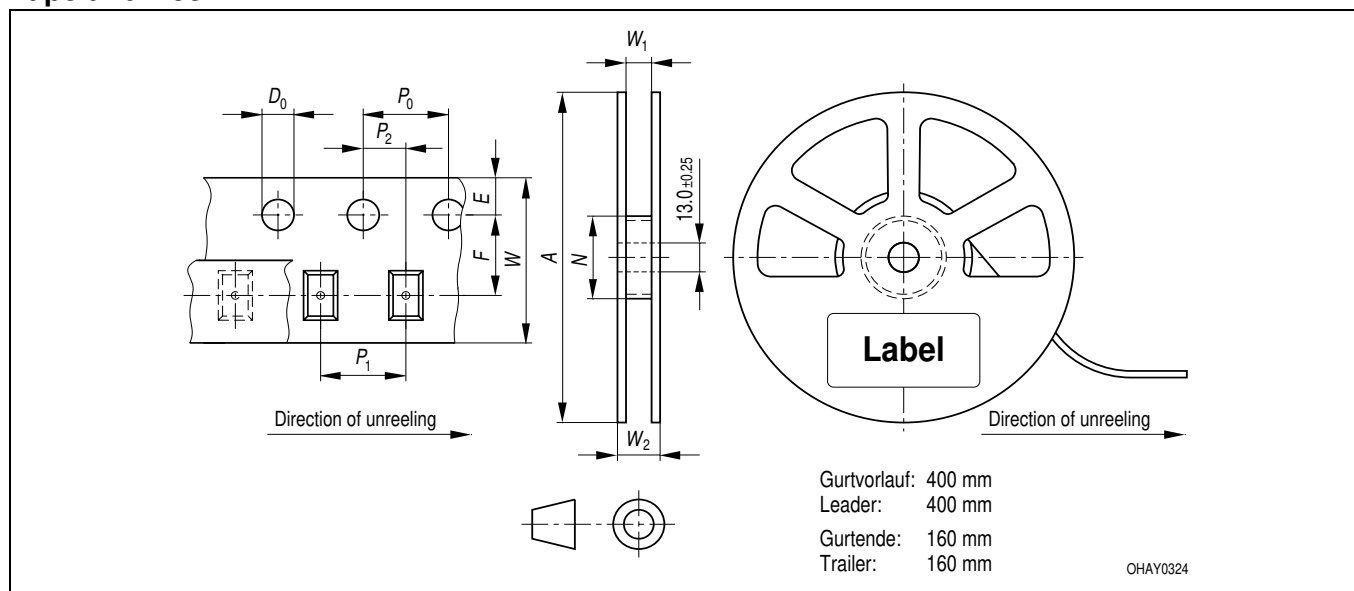 W1
D0
P0
P2
E
F
W
A
N
13.0 ±0.25
P1
Label
Direction of unreeling
W2
Direction of unreeling
Gurtvorlauf: 400 mm
Leader: 400 mm
Gurtende: 160 mm
Trailer: 160 mm
OHAY0324